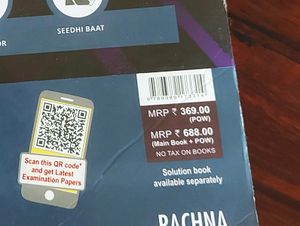 OR
SEEDHI BAAT
MRP ₹ 369.00
(POW)
MRP ₹ 688.00
(Main Book + POW)
NO TAX ON BOOKS
Scan this QR code*
and get Latest
Examination Papers
Solution book
available separately
RACHNA